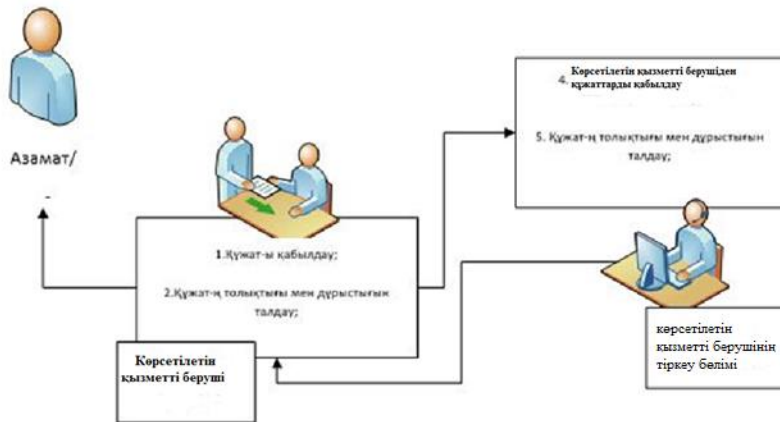 Азамат/
-
1.Құжат-ы қабылдау;
2.Құжат-ң толықтығы мен дұрыстығын
талдау;
Көрсетілетін
қызметті беруші
4. Көрсетілетін қызметті берушіден
құжаттарды қабылдау
5. Құжат-ң толықтығы мен дұрыстығын
талдау;
көрсетілетін
қызметті берушінің
тіркеу бөлімі